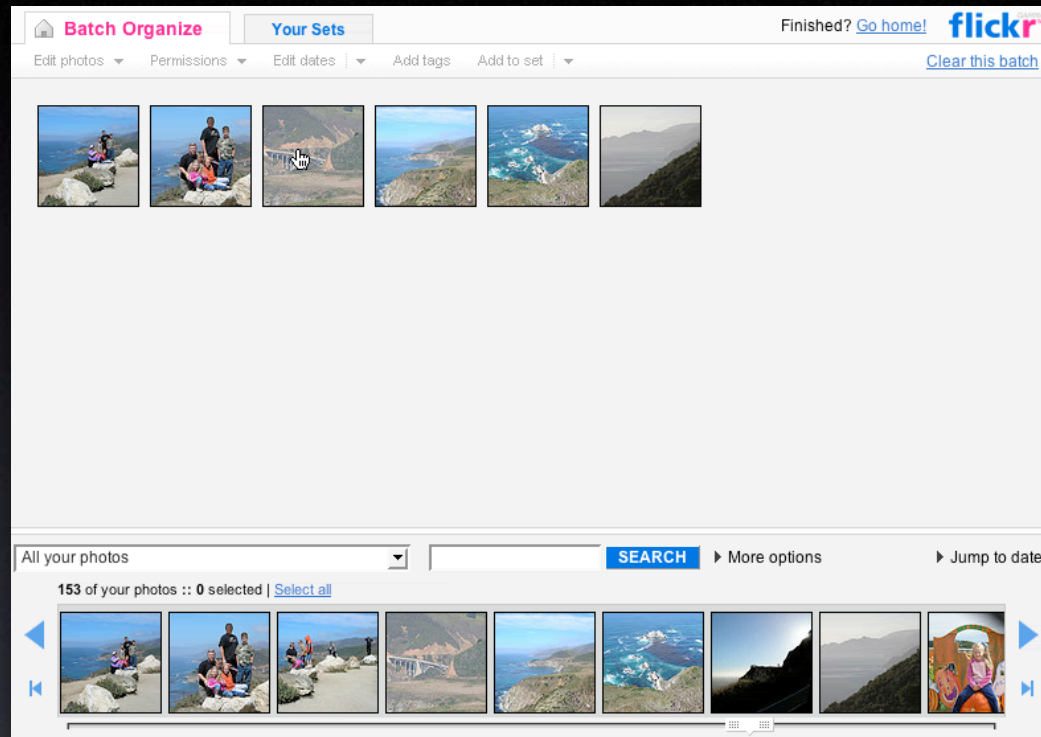 Batch Organize
Your Sets
Finished? Go home!
flickr
Edit photos
Permissions
Edit dates
Add tags
Add to set
Clear this batch
All your photos
SEARCH
More options
Jump to date
153 of your photos :: 0 selected | Select all